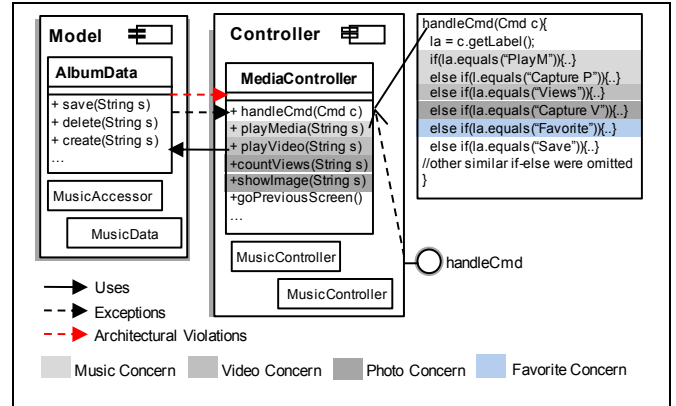 Model
AlbumData
+ save(String s)
+ delete(String s)
+ create(String s)
...
MusicAccessor
MusicData
Controller
MediaController
+ handleCmd(Cmd c)
+ playMedia(String s)
+ playVideo(String s)
+countViews(String s)
+showImage(String s)
+goPreviousScreen()
...
MusicController
MusicController
handleCmd(Cmd c){
la = c.getLabel();
if(la.equals(“PlayM”)){..}
else if(l.equals(“Capture P”){..}
else if(la.equals(“Views”)){..}
else if(la.equals(“Capture V”)){..}
else if(la.equals(“Favorite”)){..}
else if(la.equals(“Save”)){..}
//other similar if-else were omitted
}
handleCmd
Uses
Exceptions
Architectural Violations
Music Concern
Video Concern
Photo Concern
Favorite Concern